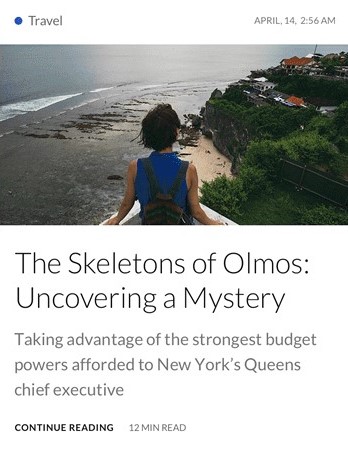 Travel
APRIL, 14, 2:56 AM
The Skeletons of Olmos:
Uncovering a Mystery
Taking advantage of the strongest budget
powers afforded to New York’s Queens
chief executive
CONTINUE READING
12 MIN READ